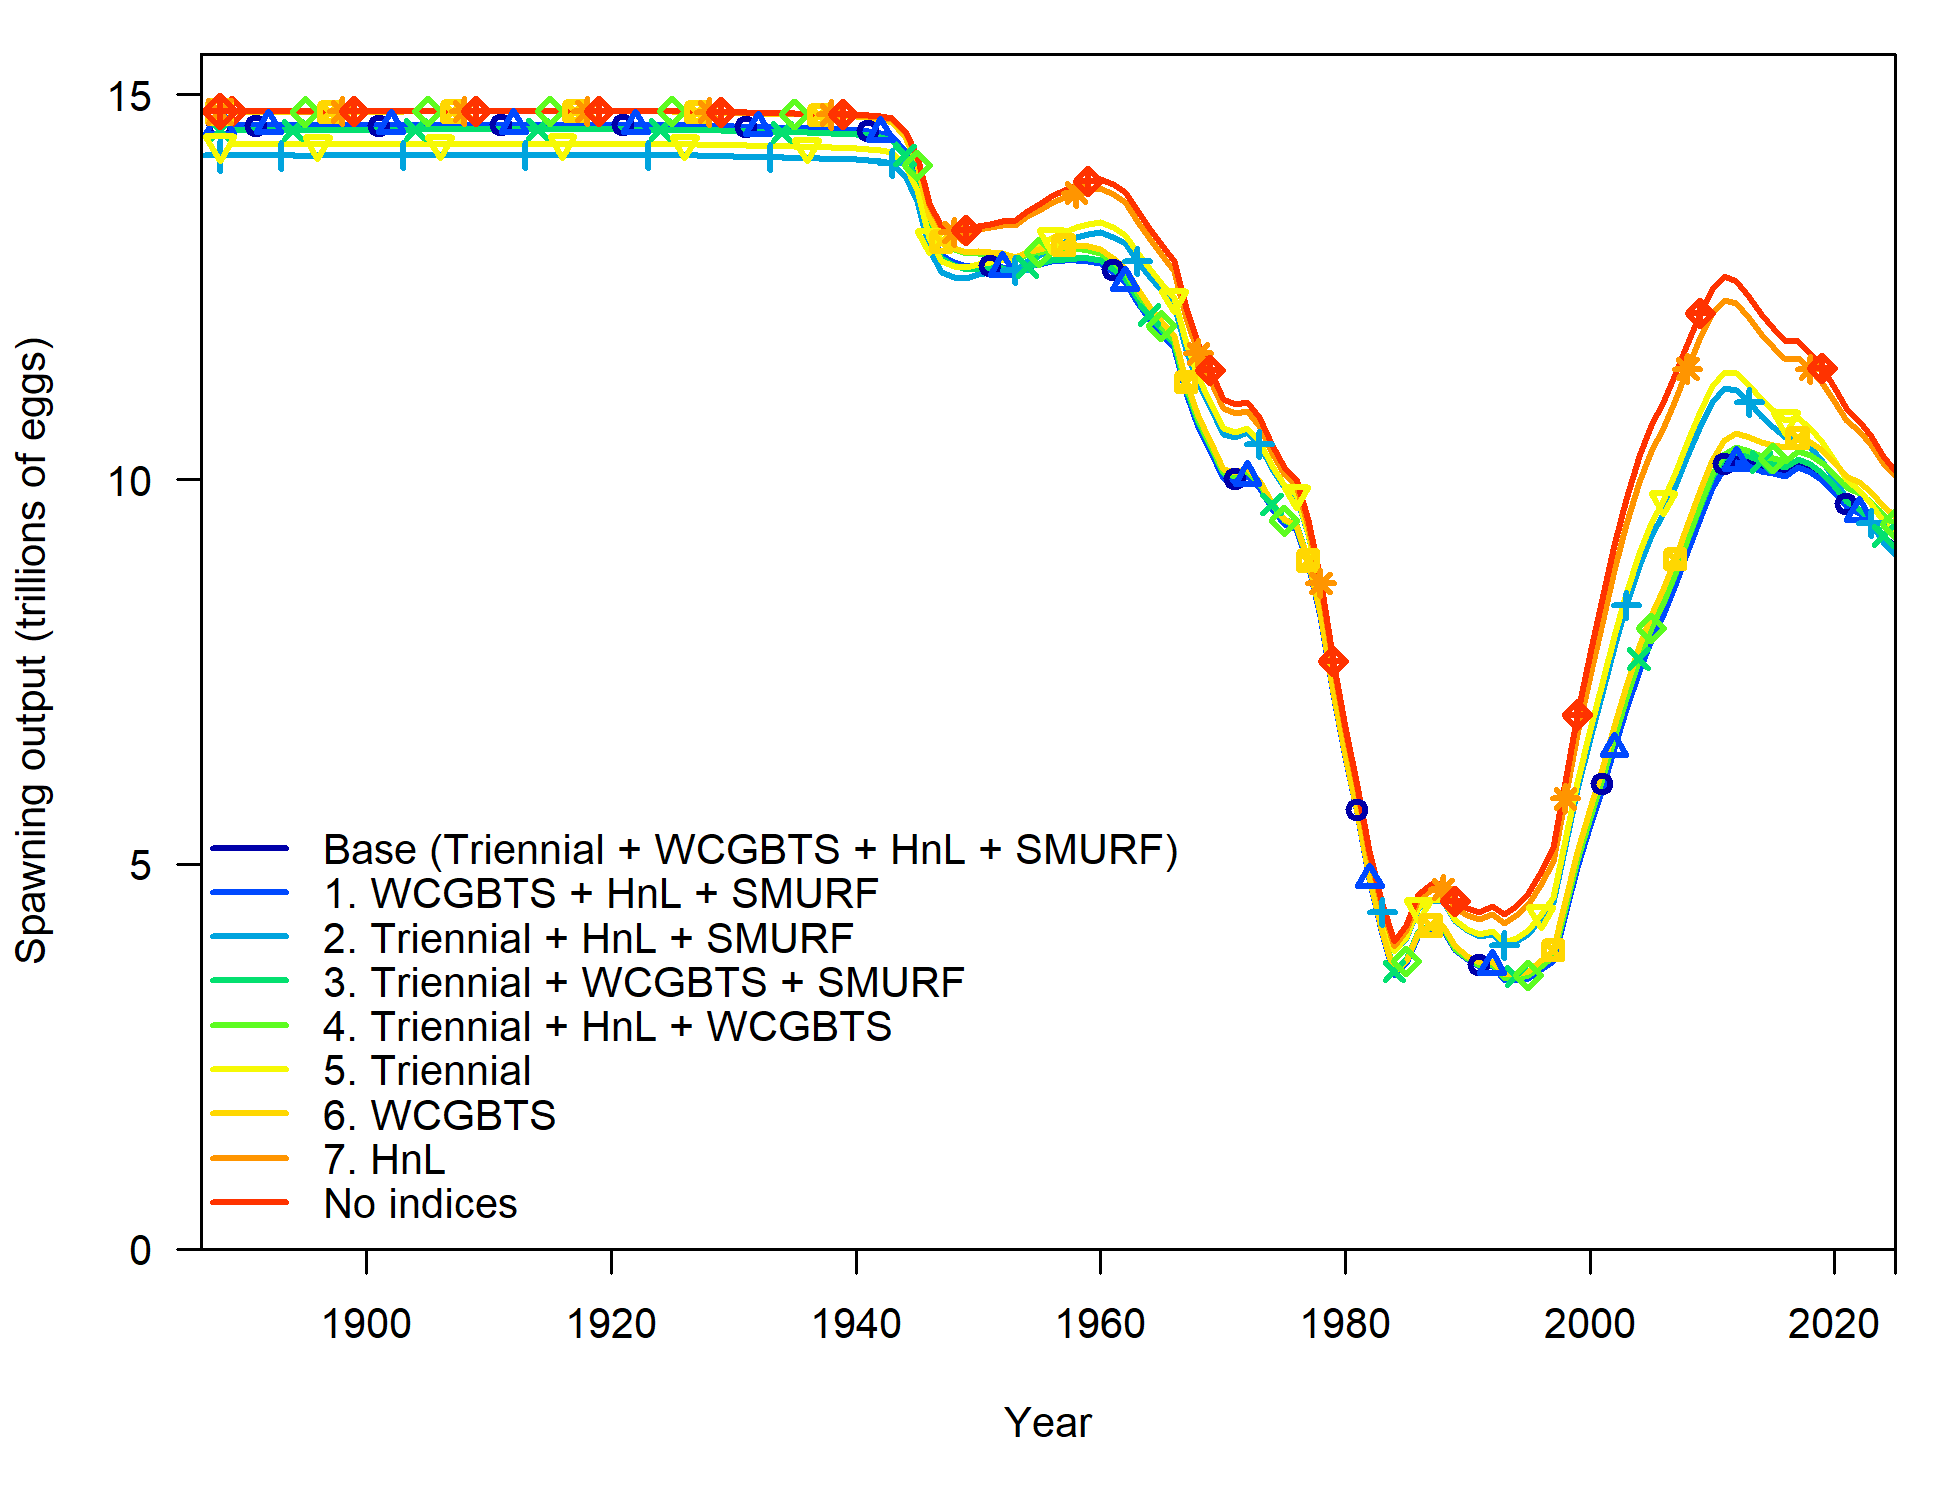 Spawning output (trillions of eggs)
15
10
5
0
Base (Triennial + WCGBTS + HnL + SMURF)
1. WCGBTS + HnL + SMURF
2. Triennial + HnL + SMURF
3. Triennial + WCGBTS + SMURF
4. Triennial + HnL + WCGBTS
5. Triennial
6. WCGBTS
7. HnL
No indices
1900 1920 1940 1960 1980 2000 2020
Year